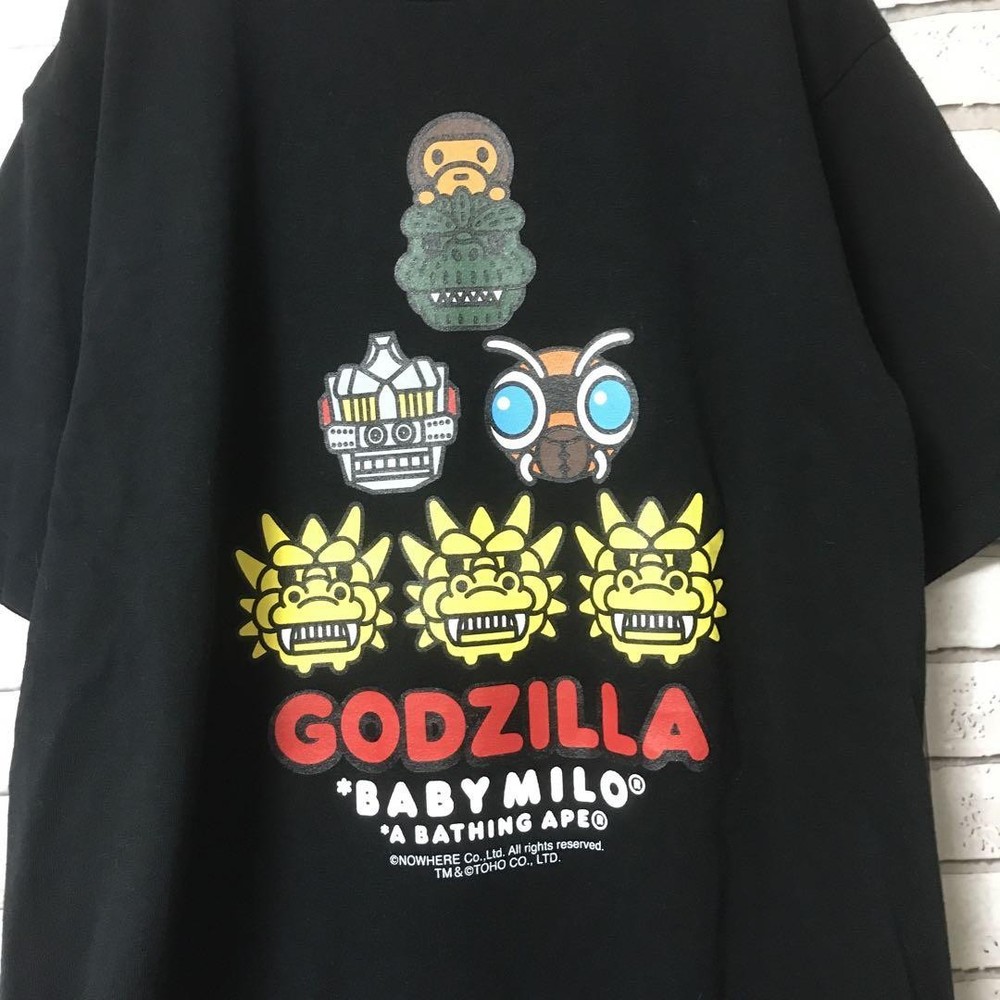 GODZILLA
*BABY MILO®
*A BATHING APE®
©NOWHERE Co.,Ltd. All rights reserved.
TM & ©TOHO CO., LTD.